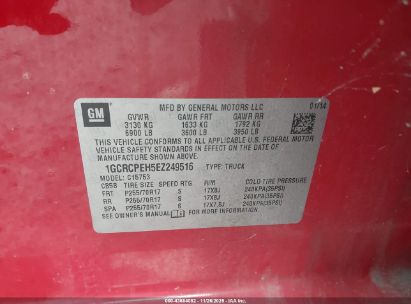 GM
MFD BY GENERAL MOTORS LLC
01/14
GVWR GAWR FRT GAWR RR
3130 KG 1633 KG 1792 KG
6900 LB 3600 LB 3950 LB
THIS VEHICLE CONFORMS TO ALL APPLICABLE U.S. FEDERAL MOTOR
VEHICLE SAFETY STANDARDS IN EFFECT ON THE DATE OF
MANUFACTURE SHOWN ABOVE.
1GCRCPEH5EZ249516 TYPE: TRUCK
MODEL: C15753
TIRE SIZE SPEED RTG RIM COLD TIRE PRESSURE
FRT P255/70R17 S 17X8J 240KPA(35PSI)
RR P255/70R17 S 17X8J 240KPA(35PSI)
SPA P255/70R17 S 17X7.5J 240KPA(35PSI)
SEE OWNER'S MANUAL FOR ADDITIONAL INFORMATION.